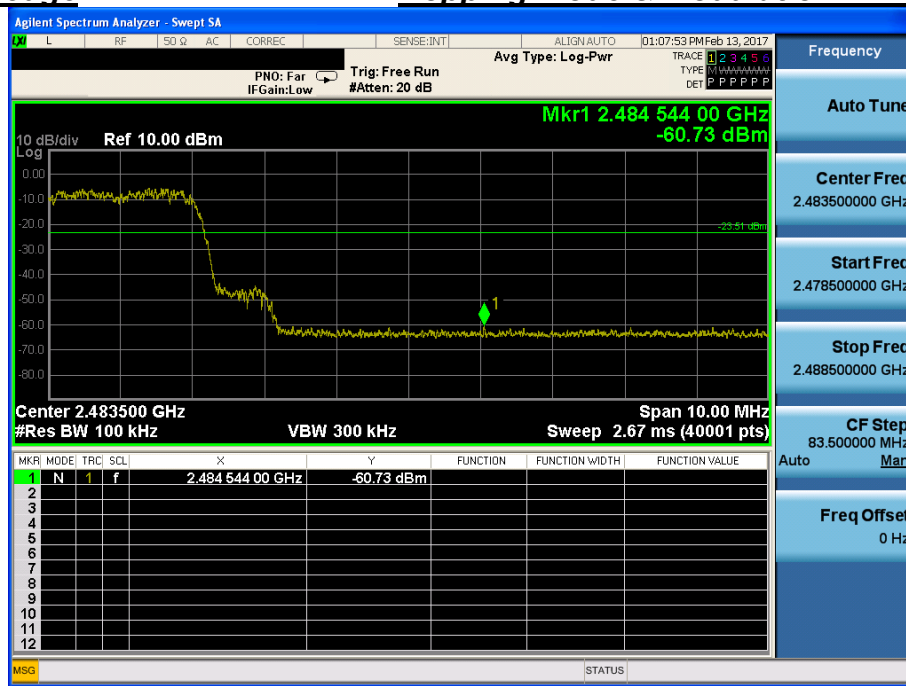 Agilent Spectrum Analyzer - Swept SA
LXI L RF 50 Ω AC CORREC SENSE:INT ALIGN AUTO 01:07:53 PM Feb 13, 2017
PNO: Far
IFGain:Low
Trig: Free Run
#Atten: 20 dB
Avg Type: Log-Pwr
TRACE 1 2 3 4 5 6
TYPE M W W W W W
DET P P P P P P
Mkr1 2.484 544 00 GHz
-60.73 dBm
10 dB/div Ref 10.00 dBm
Log
0.00
-10.0
-20.0
-23.51 dBm
-30.0
-40.0
-50.0
1
-60.0
-70.0
-80.0
Center 2.483500 GHz Span 10.00 MHz
#Res BW 100 kHz VBW 300 kHz Sweep 2.67 ms (40001 pts)
MKR MODE TRC SCL X Y FUNCTION FUNCTION WIDTH FUNCTION VALUE
1 N 1 f 2.484 544 00 GHz -60.73 dBm
2
3
4
5
6
7
8
9
10
11
12
MSG STATUS
Frequency
Auto Tune
Center Freq
2.483500000 GHz
Start Freq
2.478500000 GHz
Stop Freq
2.488500000 GHz
CF Step
83.500000 MHz
Auto Man
Freq Offset
0 Hz